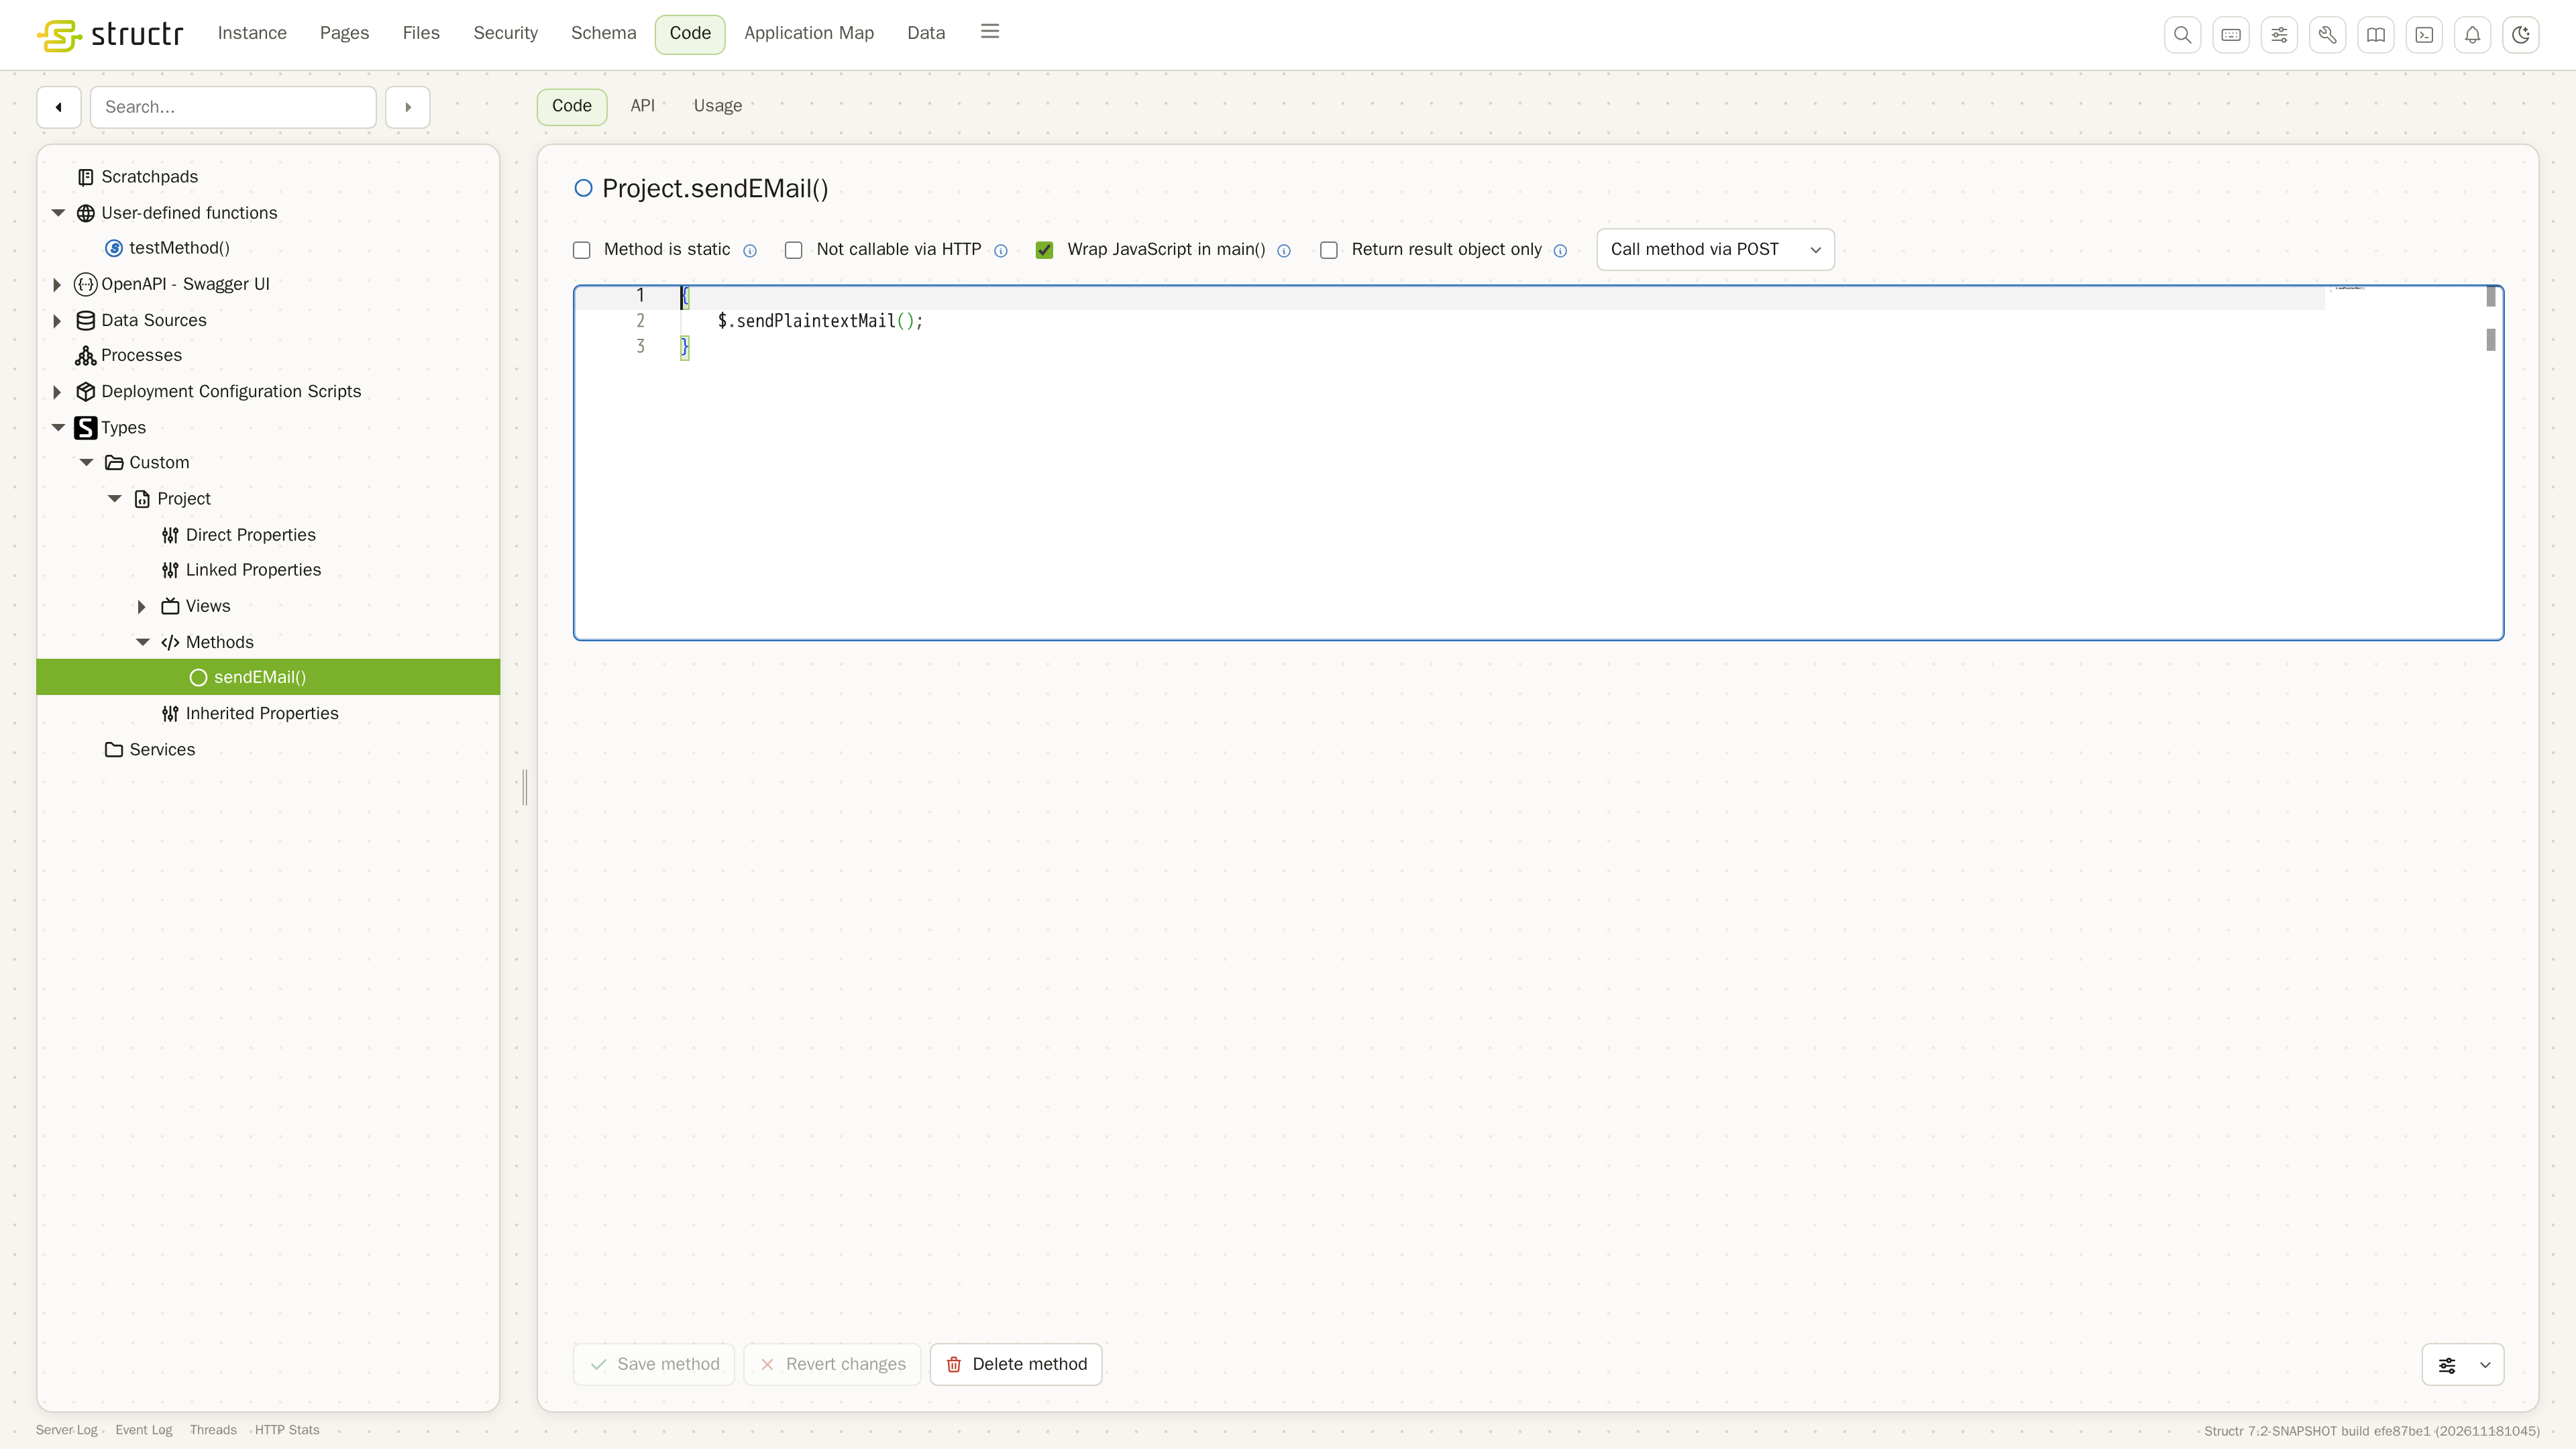 structr Instance Pages Files Security Schema Code Application Map Data
Search...
Code API Usage
Scratchpads
User-defined functions
testMethod()
OpenAPI - Swagger UI
Data Sources
Processes
Deployment Configuration Scripts
Types
Custom
Project
Direct Properties
Linked Properties
Views
Methods
sendEMail()
Inherited Properties
Services
Project.sendEMail()
Method is static Not callable via HTTP Wrap JavaScript in main() Return result object only Call method via POST
1 {
2 $.sendPlaintextMail();
3 }
Save method Revert changes Delete method
Server Log Event Log Threads HTTP Stats
Structr 7.2-SNAPSHOT build efe87be1 (202611181045)